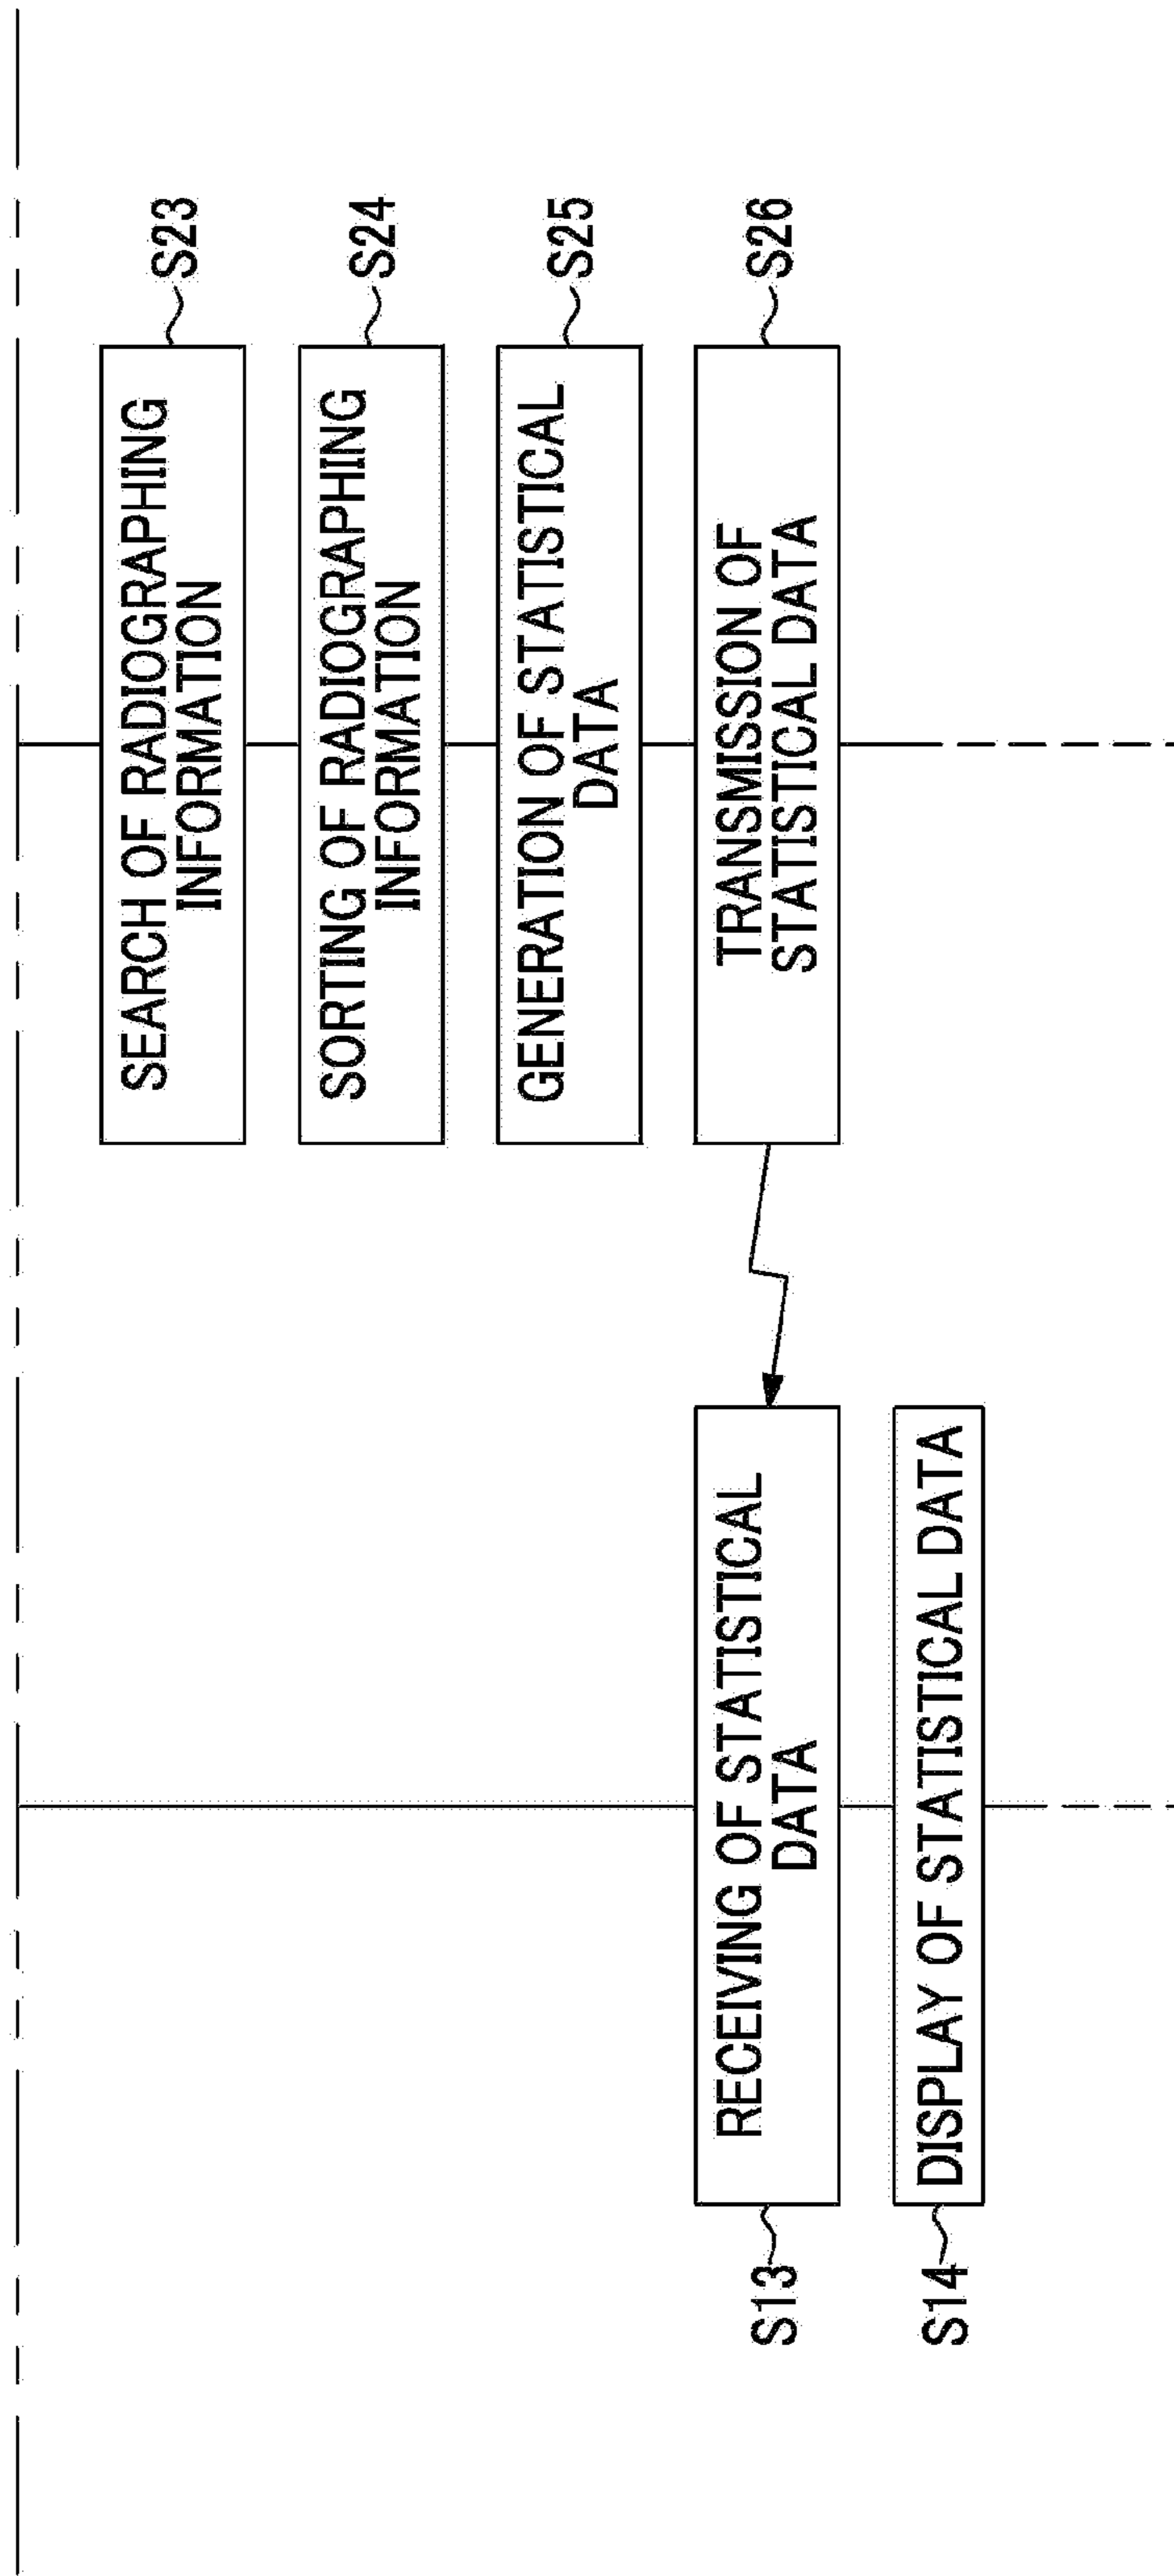 SEARCH OF RADIOGRAPHING
INFORMATION
S23
SORTING OF RADIOGRAPHING
INFORMATION
S24
GENERATION OF STATISTICAL
DATA
S25
TRANSMISSION OF
STATISTICAL DATA
S26
S13
RECEIVING OF STATISTICAL
DATA
S14
DISPLAY OF STATISTICAL DATA